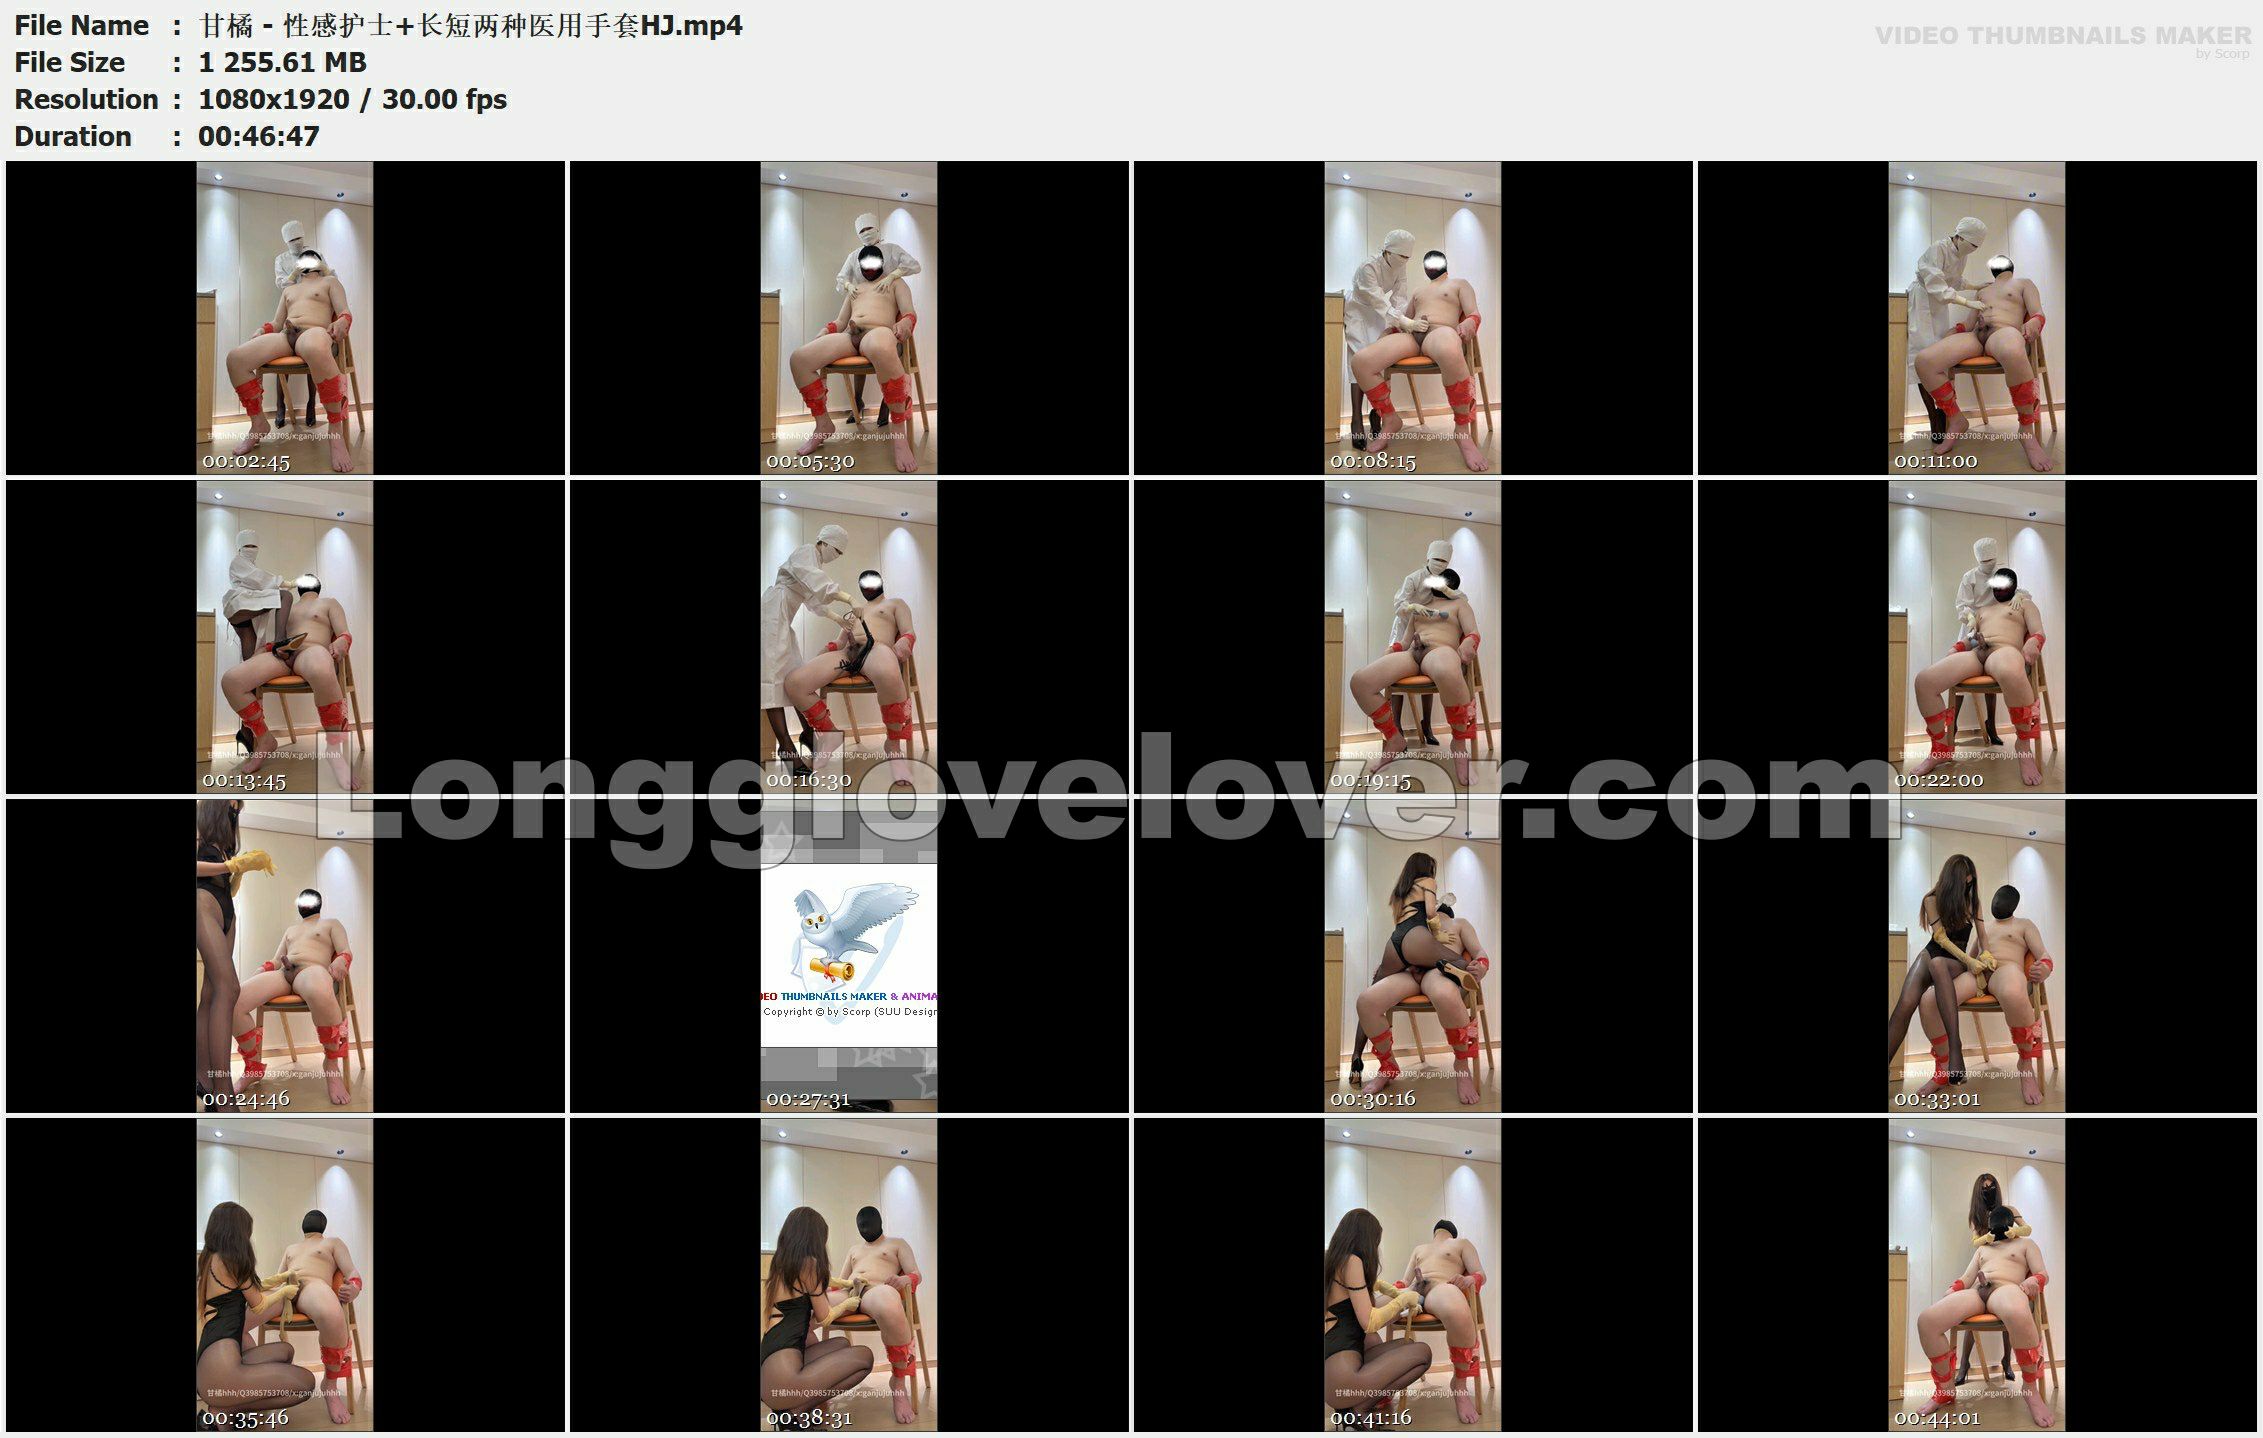 File Name : 甘橘 - 性感护士+长短两种医用手套HJ.mp4
VIDEO THUMBNAILS MAKER
by Scorp
File Size : 1 255.61 MB
Resolution : 1080x1920 / 30.00 fps
Duration : 00:46:47
甘橘hhh/Q3985753708/x:ganjujuhhh
00:02:45
甘橘hhh/Q3985753708/x:ganjujuhhh
00:05:30
甘橘hhh/Q3985753708/x:ganjujuhhh
00:08:15
甘橘hhh/Q3985753708/x:ganjujuhhh
00:11:00
甘橘hhh/Q3985753708/x:ganjujuhhh
00:13:45
甘橘hhh/Q3985753708/x:ganjujuhhh
00:16:30
甘橘hhh/Q3985753708/x:ganjujuhhh
00:19:15
甘橘hhh/Q3985753708/x:ganjujuhhh
00:22:00
Longglovelover.com
甘橘hhh/Q3985753708/x:ganjujuhhh
00:24:46
DEO THUMBNAILS MAKER & ANIMA
Copyright © by Scorp (SUU Design
00:27:31
甘橘hhh/Q3985753708/x:ganjujuhhh
00:30:16
甘橘hhh/Q3985753708/x:ganjujuhhh
00:33:01
甘橘hhh/Q3985753708/x:ganjujuhhh
00:35:46
甘橘hhh/Q3985753708/x:ganjujuhhh
00:38:31
甘橘hhh/Q3985753708/x:ganjujuhhh
00:41:16
甘橘hhh/Q3985753708/x:ganjujuhhh
00:44:01